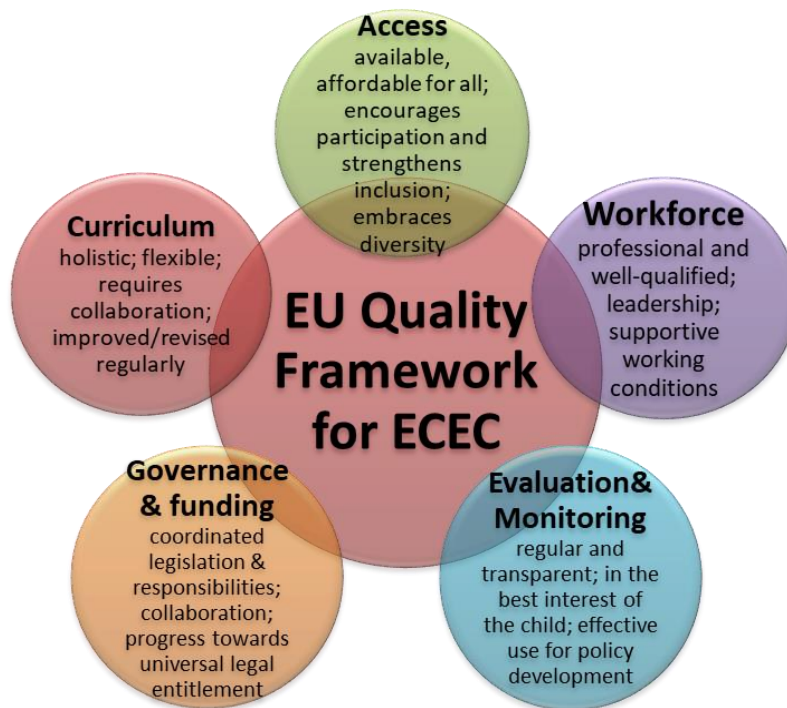 Access
available,
affordable for all;
encourages
participation and
strengthens
inclusion;
embraces
diversity
Workforce
professional and
well-qualified;
leadership;
supportive
working
conditions
Evaluation&
Monitoring
regular and
transparent; in the
best interest of
the child; effective
use for policy
development
Governance
& funding
coordinated
legislation &
responsibilities;
collaboration;
progress towards
universal legal
entitlement
Curriculum
holistic; flexible;
requires
collaboration;
improved/revised
regularly
EU Quality
Framework
for ECEC